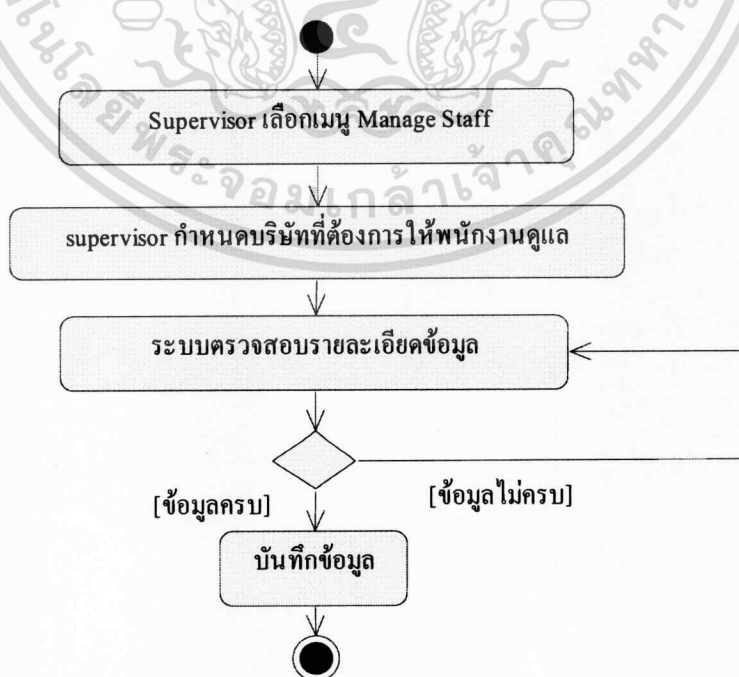 Supervisor เลือกเมนู Manage Staff
supervisor กำหนดบริษัทที่ต้องการให้พนักงานดูแล
ระบบตรวจสอบรายละเอียดข้อมูล
[ข้อมูลครบ]
[ข้อมูลไม่ครบ]
บันทึกข้อมูล